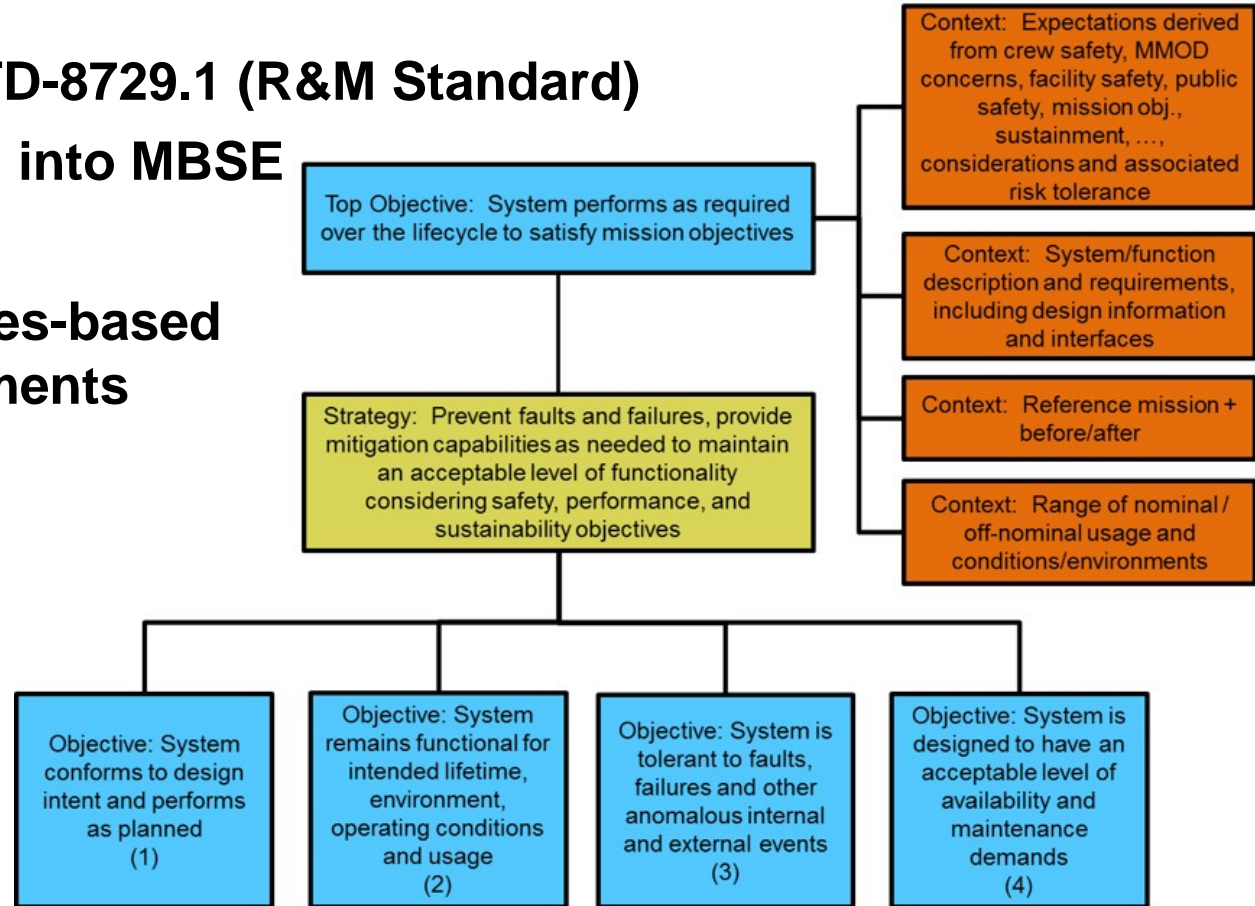 TD-8729.1 (R&M Standard)
into MBSE
es-based
ments
Context: Expectations derived
from crew safety, MMOD
concerns, facility safety, public
safety, mission obj.,
sustainment, …,
considerations and associated
risk tolerance
Top Objective: System performs as required
over the lifecycle to satisfy mission objectives
Context: System/function
description and requirements,
including design information
and interfaces
Context: Reference mission +
before/after
Context: Range of nominal /
off-nominal usage and
conditions/environments
Strategy: Prevent faults and failures, provide
mitigation capabilities as needed to maintain
an acceptable level of functionality
considering safety, performance, and
sustainability objectives
Objective: System
conforms to design
intent and performs
as planned
(1)
Objective: System
remains functional for
intended lifetime,
environment,
operating conditions
and usage
(2)
Objective: System is
tolerant to faults,
failures and other
anomalous internal
and external events
(3)
Objective: System is
designed to have an
acceptable level of
availability and
maintenance
demands
(4)